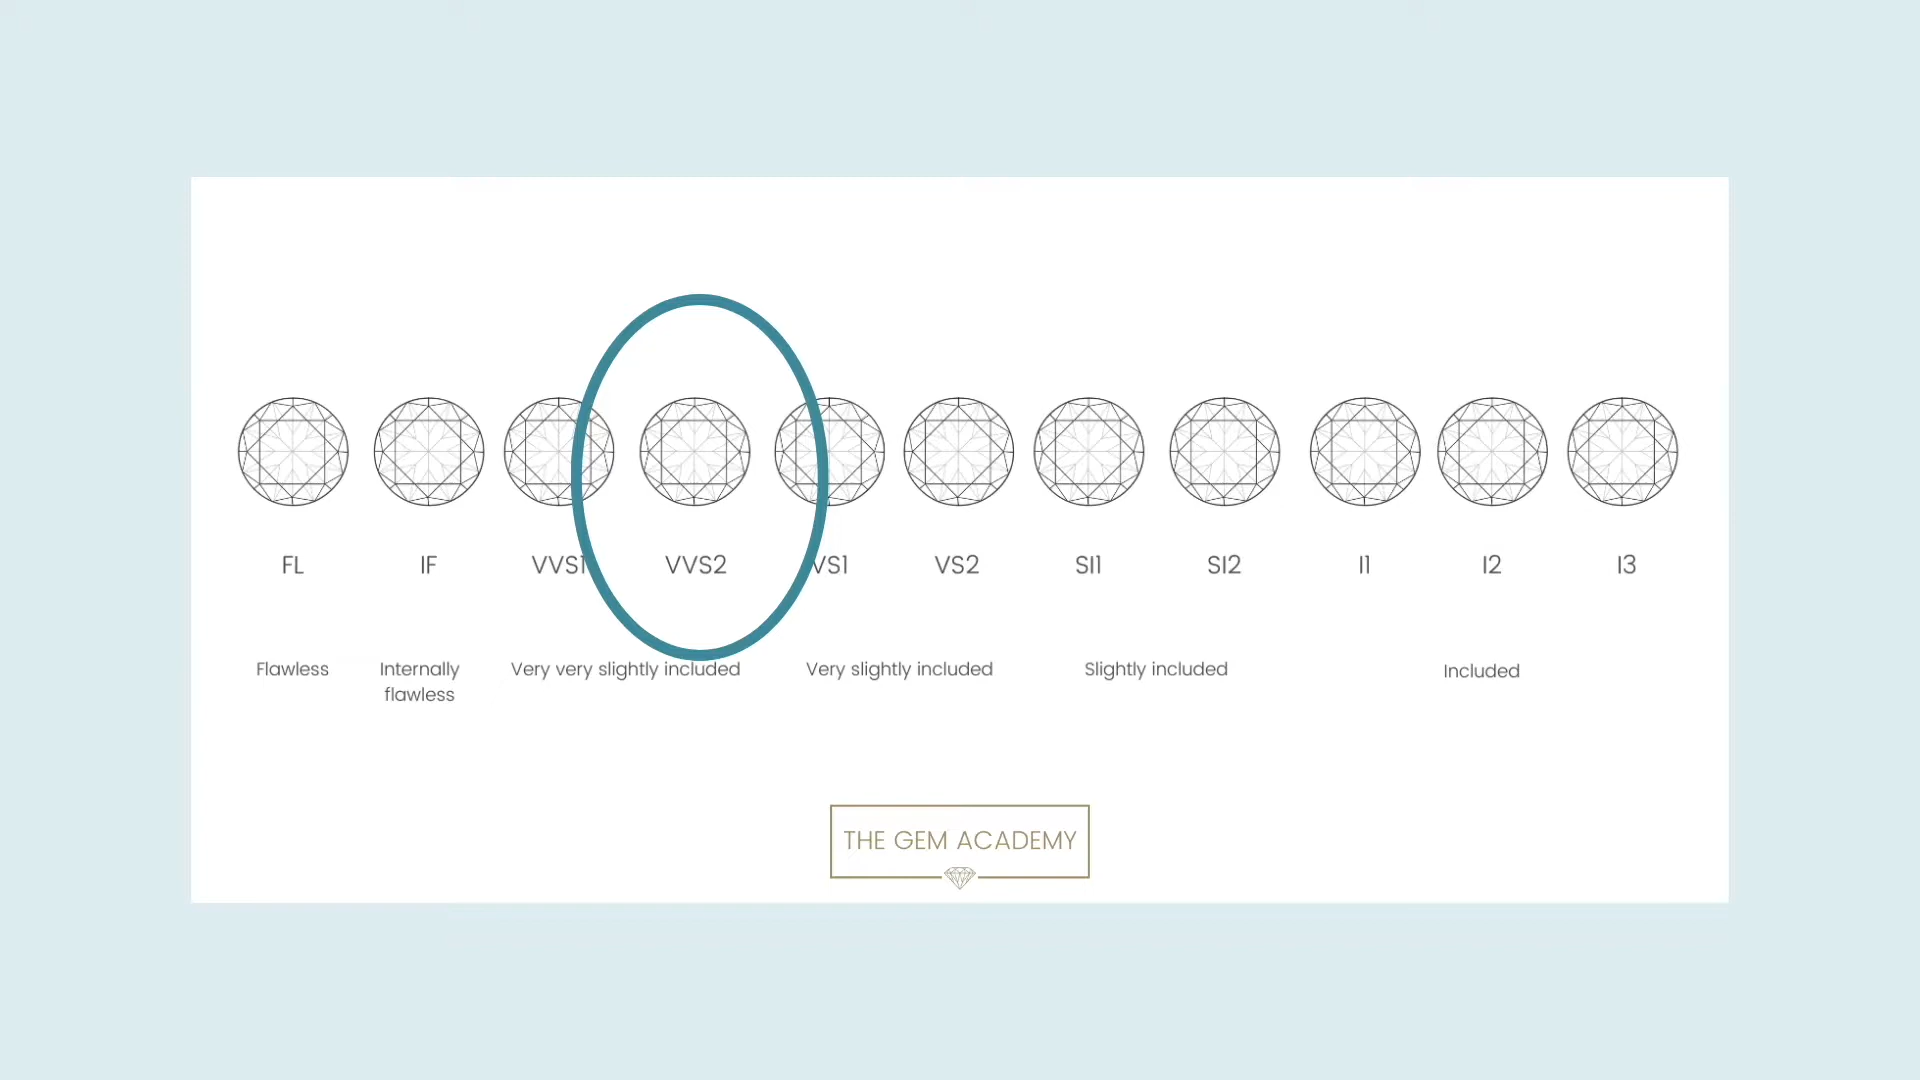 FL IF VVS1 VVS2 VS1 VS2 SI1 SI2 I1 I2 I3
Flawless Internally flawless Very very slightly included Very slightly included Slightly included Included
THE GEM ACADEMY